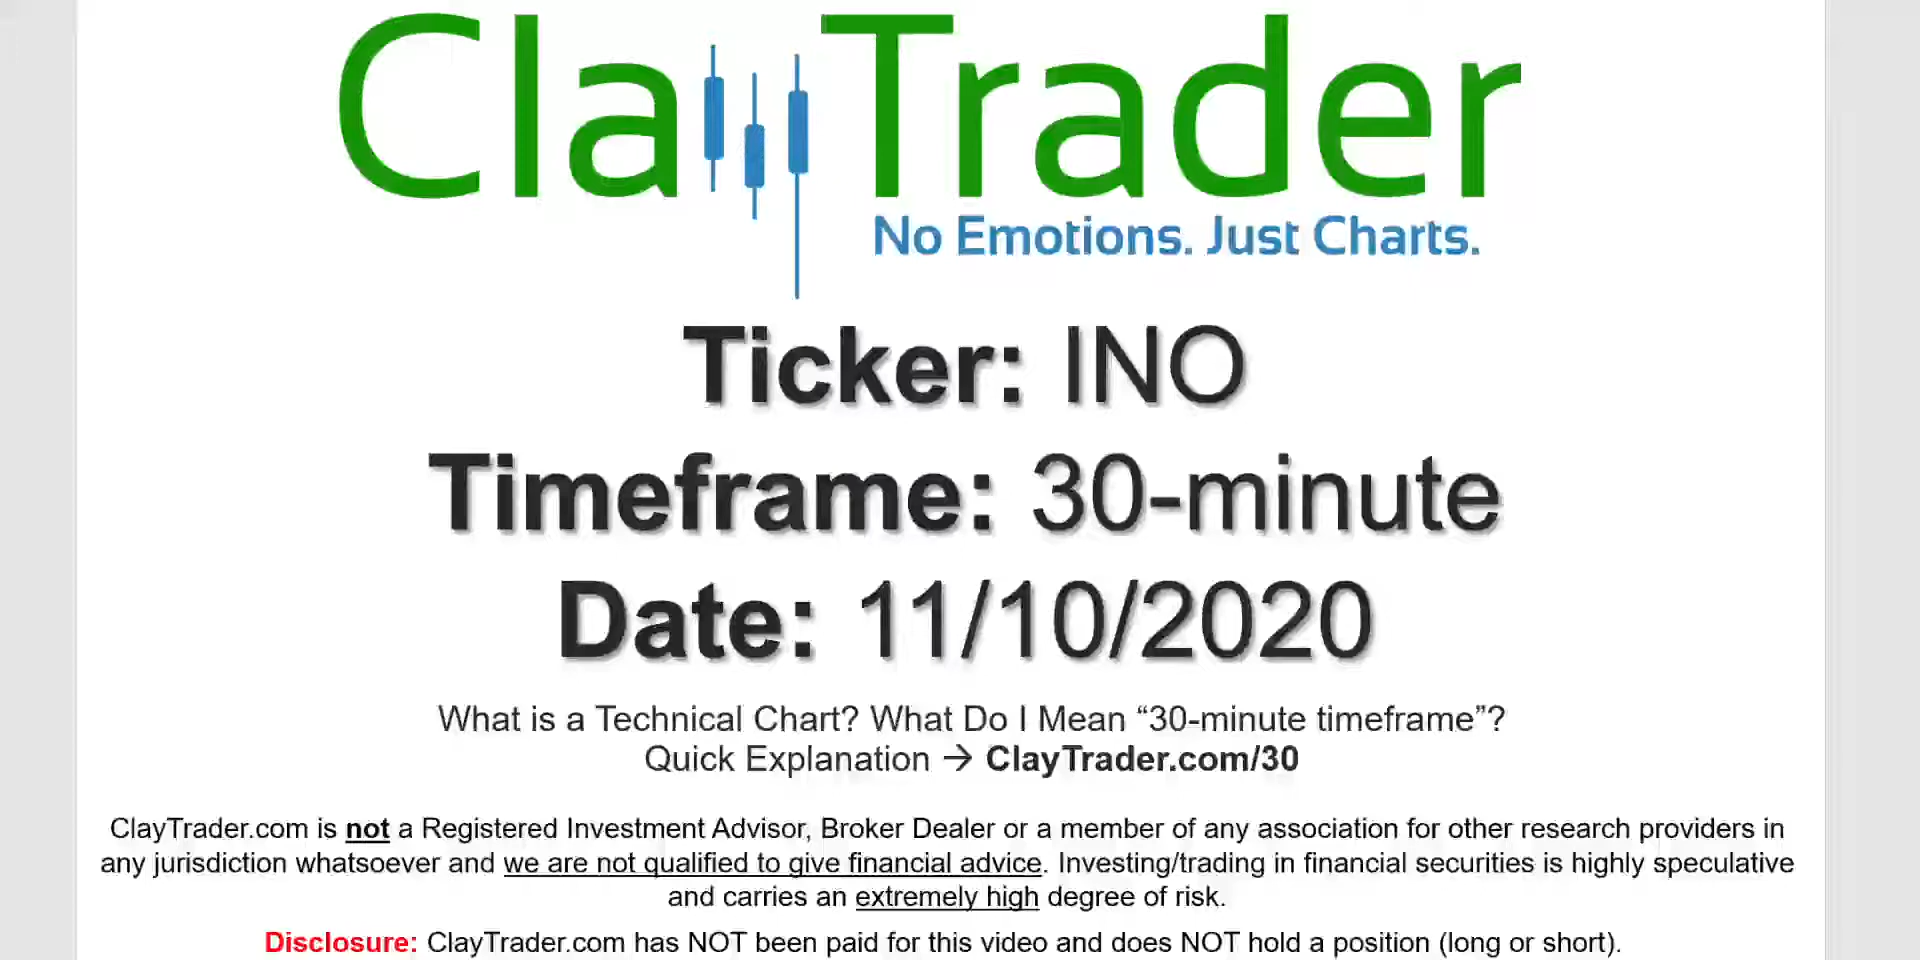 ClayTrader
No Emotions. Just Charts.
Ticker: INO
Timeframe: 30-minute
Date: 11/10/2020
What is a Technical Chart? What Do I Mean “30-minute timeframe”?
Quick Explanation → ClayTrader.com/30
ClayTrader.com is not a Registered Investment Advisor, Broker Dealer or a member of any association for other research providers in
any jurisdiction whatsoever and we are not qualified to give financial advice. Investing/trading in financial securities is highly speculative
and carries an extremely high degree of risk.
Disclosure: ClayTrader.com has NOT been paid for this video and does NOT hold a position (long or short).